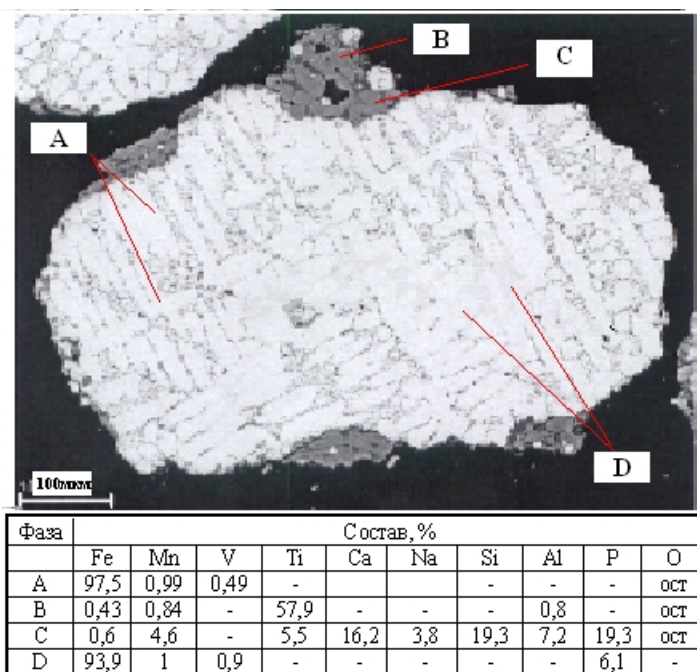 B
C
A
D
100мкм
Фаза Состав,%
Fe Mn V Ti Ca Na Si Al P O
A 97,5 0,99 0,49 - - - - ост
B 0,43 0,84 - 57,9 - - - 0,8 - ост
C 0,6 4,6 - 5,5 16,2 3,8 19,3 7,2 19,3 ост
D 93,9 1 0,9 - - - - - 6,1 -